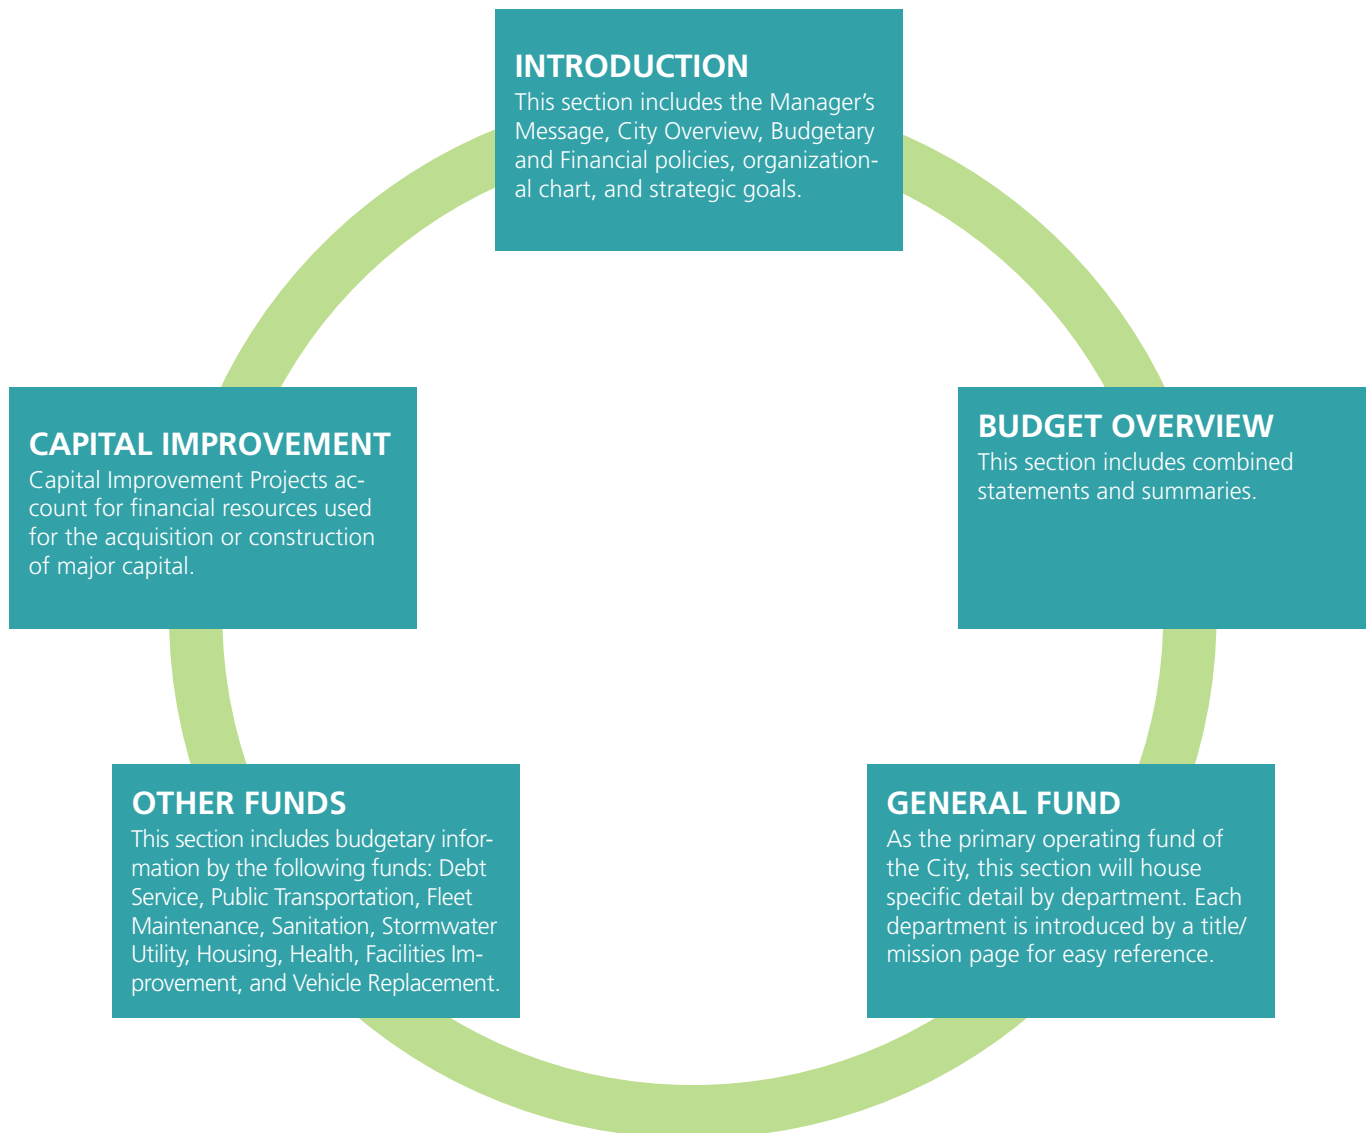 INTRODUCTION
This section includes the Manager’s
Message, City Overview, Budgetary
and Financial policies, organization-
al chart, and strategic goals.
BUDGET OVERVIEW
This section includes combined
statements and summaries.
GENERAL FUND
As the primary operating fund of
the City, this section will house
specific detail by department. Each
department is introduced by a title/
mission page for easy reference.
OTHER FUNDS
This section includes budgetary infor-
mation by the following funds: Debt
Service, Public Transportation, Fleet
Maintenance, Sanitation, Stormwater
Utility, Housing, Health, Facilities Im-
provement, and Vehicle Replacement.
CAPITAL IMPROVEMENT
Capital Improvement Projects ac-
count for financial resources used
for the acquisition or construction
of major capital.